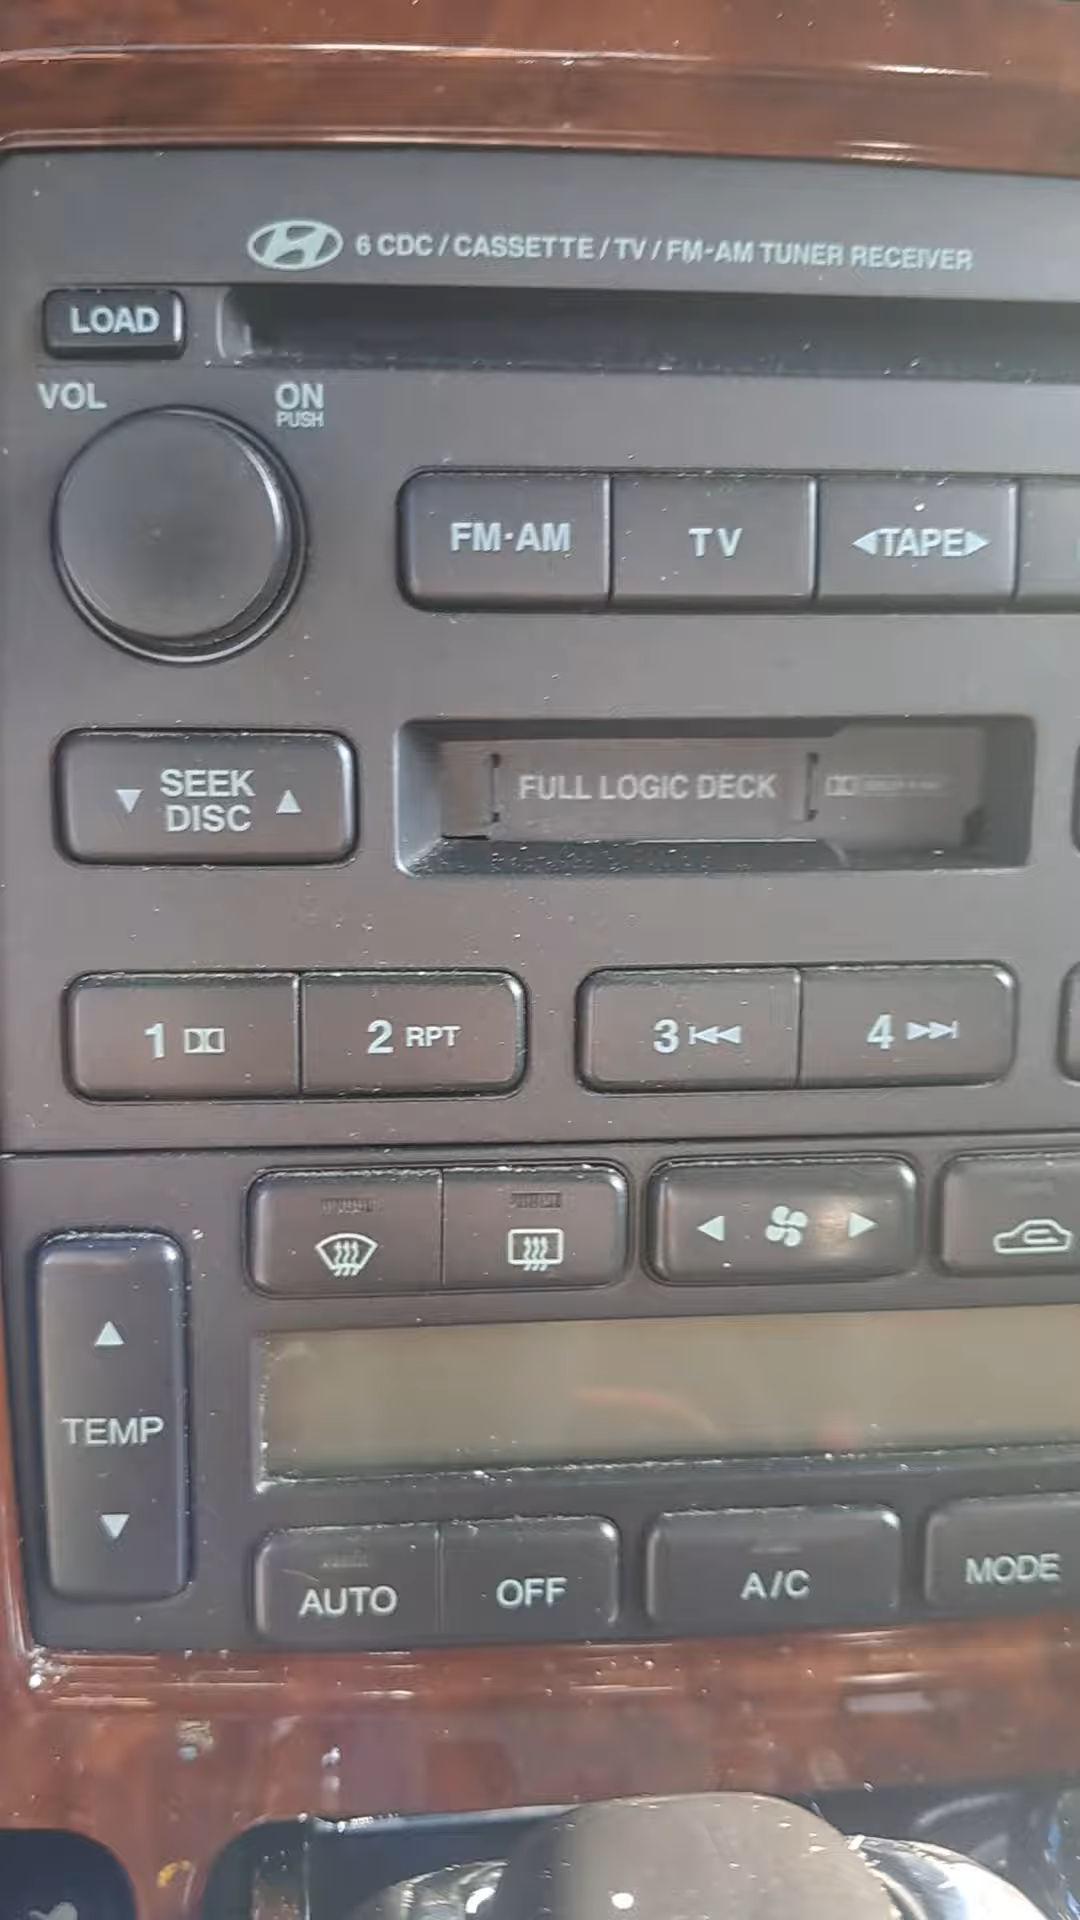 6 CDC / CASSETTE / TV / FM-AM TUNER RECEIVER
LOAD
VOL
ON
PUSH
FM·AM
TV
◀TAPE▶
▼ SEEK ▲
DISC
FULL LOGIC DECK
1
2 RPT
3
4
TEMP
AUTO
OFF
A/C
MODE